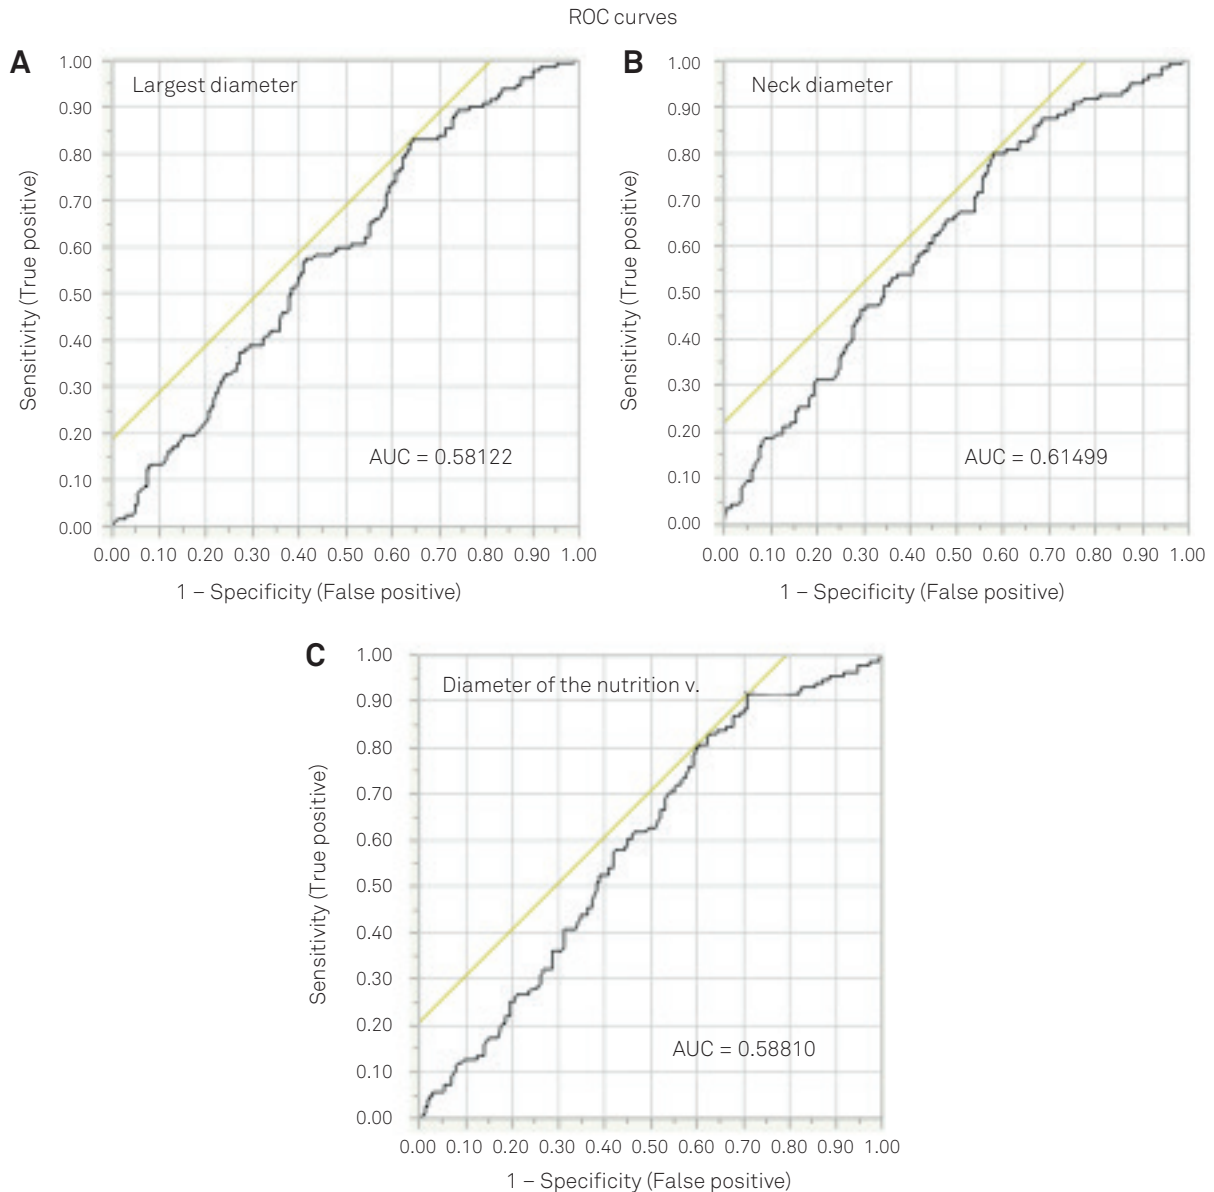 ROC curves
A
Largest diameter
Sensitivity (True positive)
1.00
0.90
0.80
0.70
0.60
0.50
0.40
0.30
0.20
0.10
0.00
AUC = 0.58122
0.00 0.10 0.20 0.30 0.40 0.50 0.60 0.70 0.80 0.90 1.00
1 – Specificity (False positive)
B
Neck diameter
Sensitivity (True positive)
1.00
0.90
0.80
0.70
0.60
0.50
0.40
0.30
0.20
0.10
0.00
AUC = 0.61499
0.00 0.10 0.20 0.30 0.40 0.50 0.60 0.70 0.80 0.90 1.00
1 – Specificity (False positive)
C
Diameter of the nutrition v.
Sensitivity (True positive)
1.00
0.90
0.80
0.70
0.60
0.50
0.40
0.30
0.20
0.10
0.00
AUC = 0.58810
0.00 0.10 0.20 0.30 0.40 0.50 0.60 0.70 0.80 0.90 1.00
1 – Specificity (False positive)